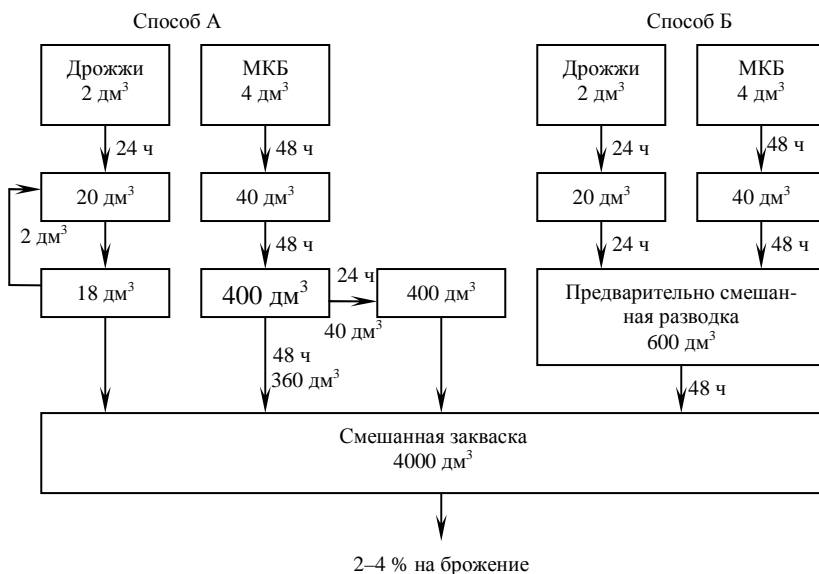 Способ А
Способ Б
Дрожжи
2 дм³
МКБ
4 дм³
Дрожжи
2 дм³
МКБ
4 дм³
24 ч
48 ч
24 ч
48 ч
20 дм³
40 дм³
20 дм³
40 дм³
2 дм³
48 ч
24 ч
48 ч
18 дм³
400 дм³
24 ч
40 дм³
400 дм³
Предварительно смешан-
ная разводка
600 дм³
48 ч
360 дм³
48 ч
Смешанная закваска
4000 дм³
2–4 % на брожение